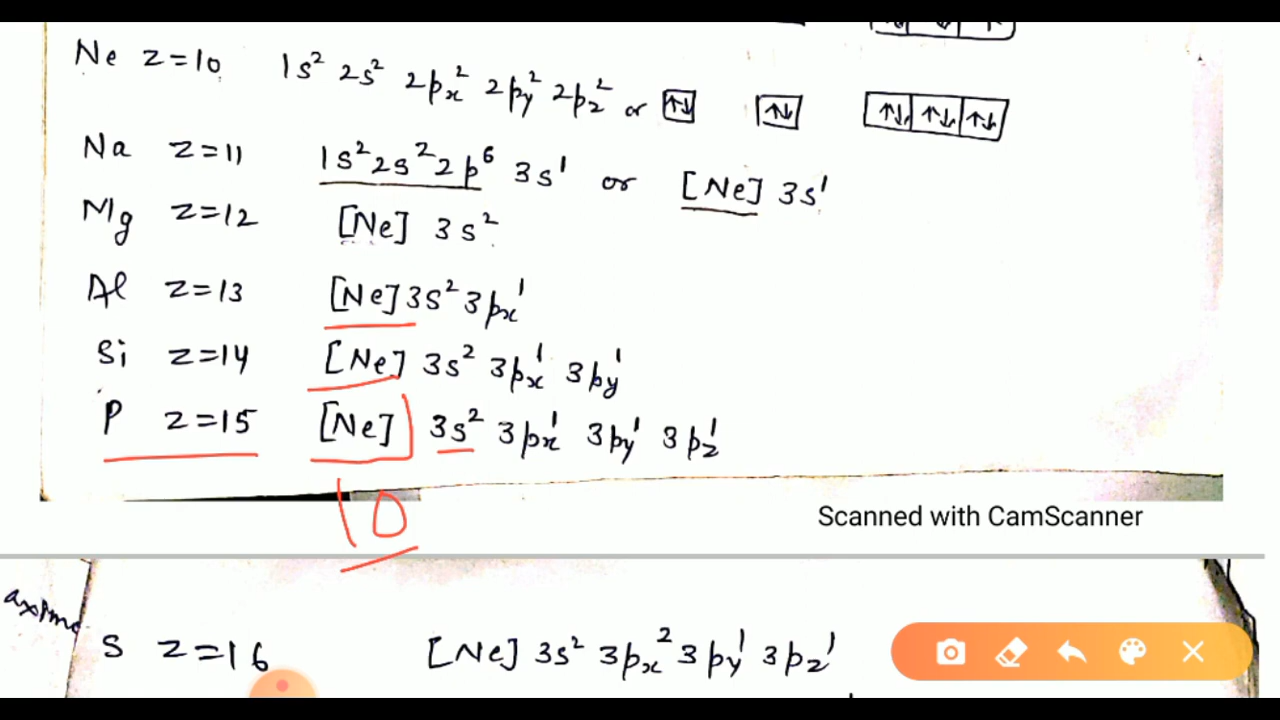 Ne z=10 1s² 2s² 2pₓ² 2py² 2pz² or ↑↓ ↑↓ ↑↓ ↑↓ ↑↓
Na z=11 1s² 2s² 2p⁶ 3s¹ or [Ne] 3s¹
Mg z=12 [Ne] 3s²
Al z=13 [Ne] 3s² 3pₓ¹
Si z=14 [Ne] 3s² 3pₓ¹ 3py¹
P z=15 [Ne] 3s² 3pₓ¹ 3py¹ 3pz¹
10
Scanned with CamScanner
S z=16 [Ne] 3s² 3pₓ² 3py¹ 3pz¹